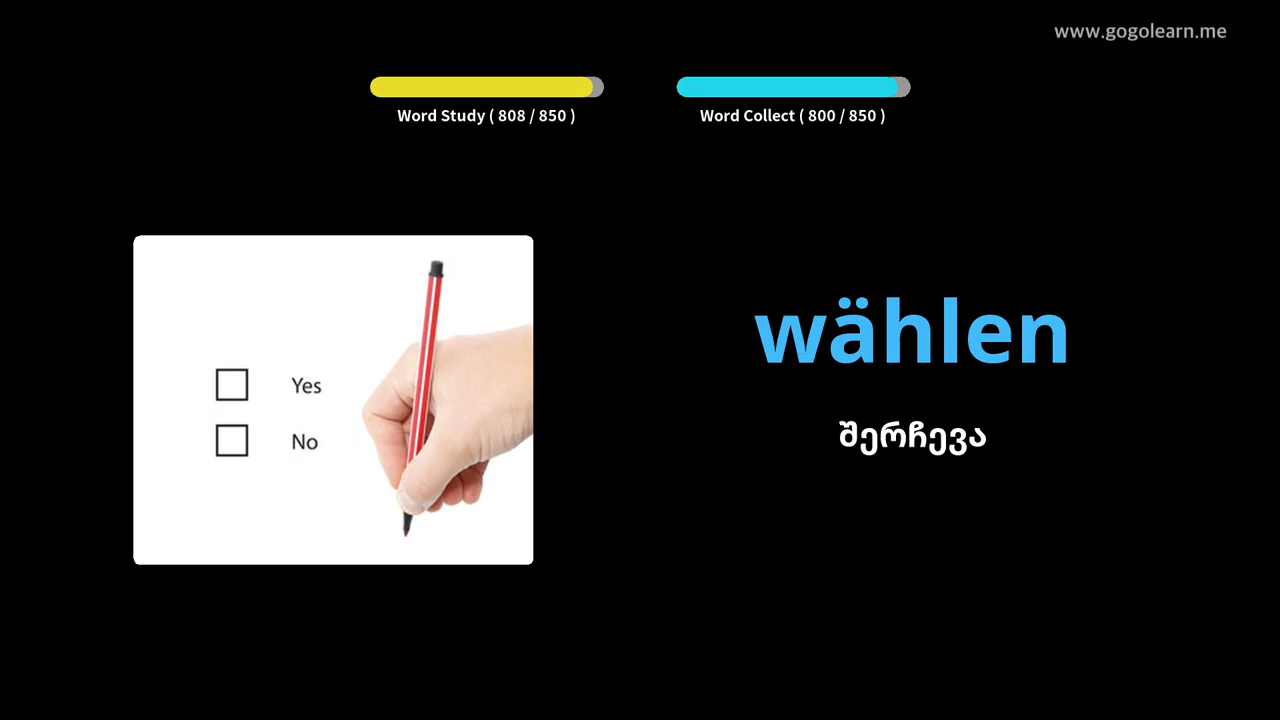 www.gogolearn.me
Word Study ( 808 / 850 )
Word Collect ( 800 / 850 )
Yes
No
wählen
შერჩევა